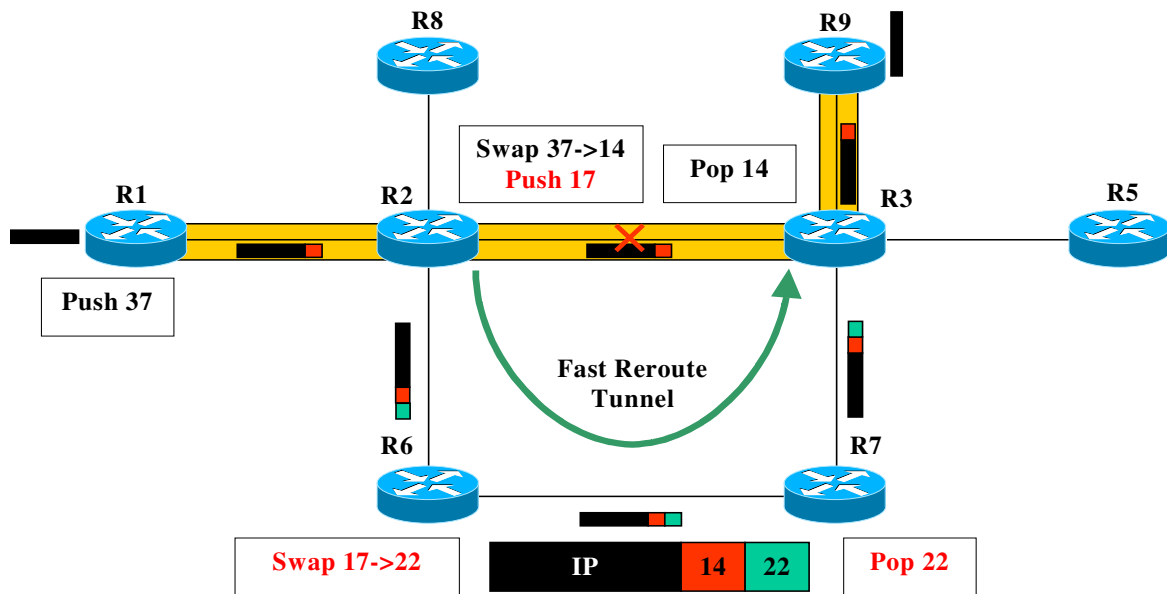 R8
R9
Swap 37->14
Push 17
Pop 14
R1
R2
R3
R5
Push 37
Fast Reroute
Tunnel
R6
R7
Swap 17->22
IP
14
22
Pop 22